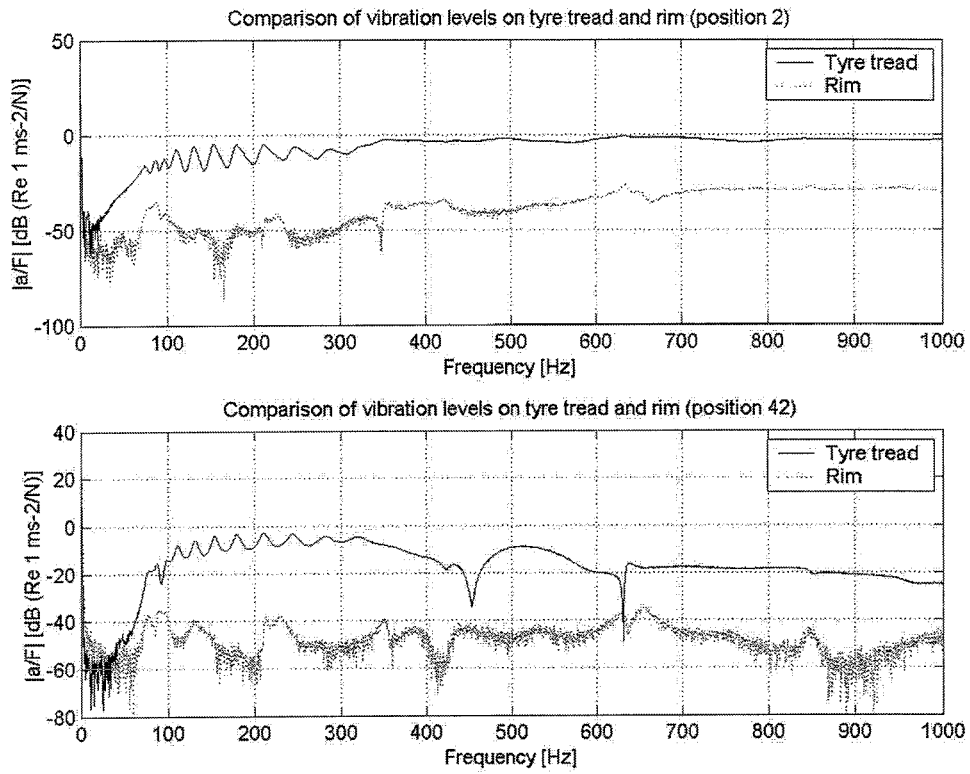 Comparison of vibration levels on tyre tread and rim (position 2)
50
0
-50
-100
|a/F| [dB (Re 1 ms-2/N)]
Tyre tread
Rim
0 100 200 300 400 500 600 700 800 900 1000
Frequency [Hz]
Comparison of vibration levels on tyre tread and rim (position 42)
40
20
0
-20
-40
-60
-80
|a/F| [dB (Re 1 ms-2/N)]
Tyre tread
Rim
0 100 200 300 400 500 600 700 800 900 1000
Frequency [Hz]